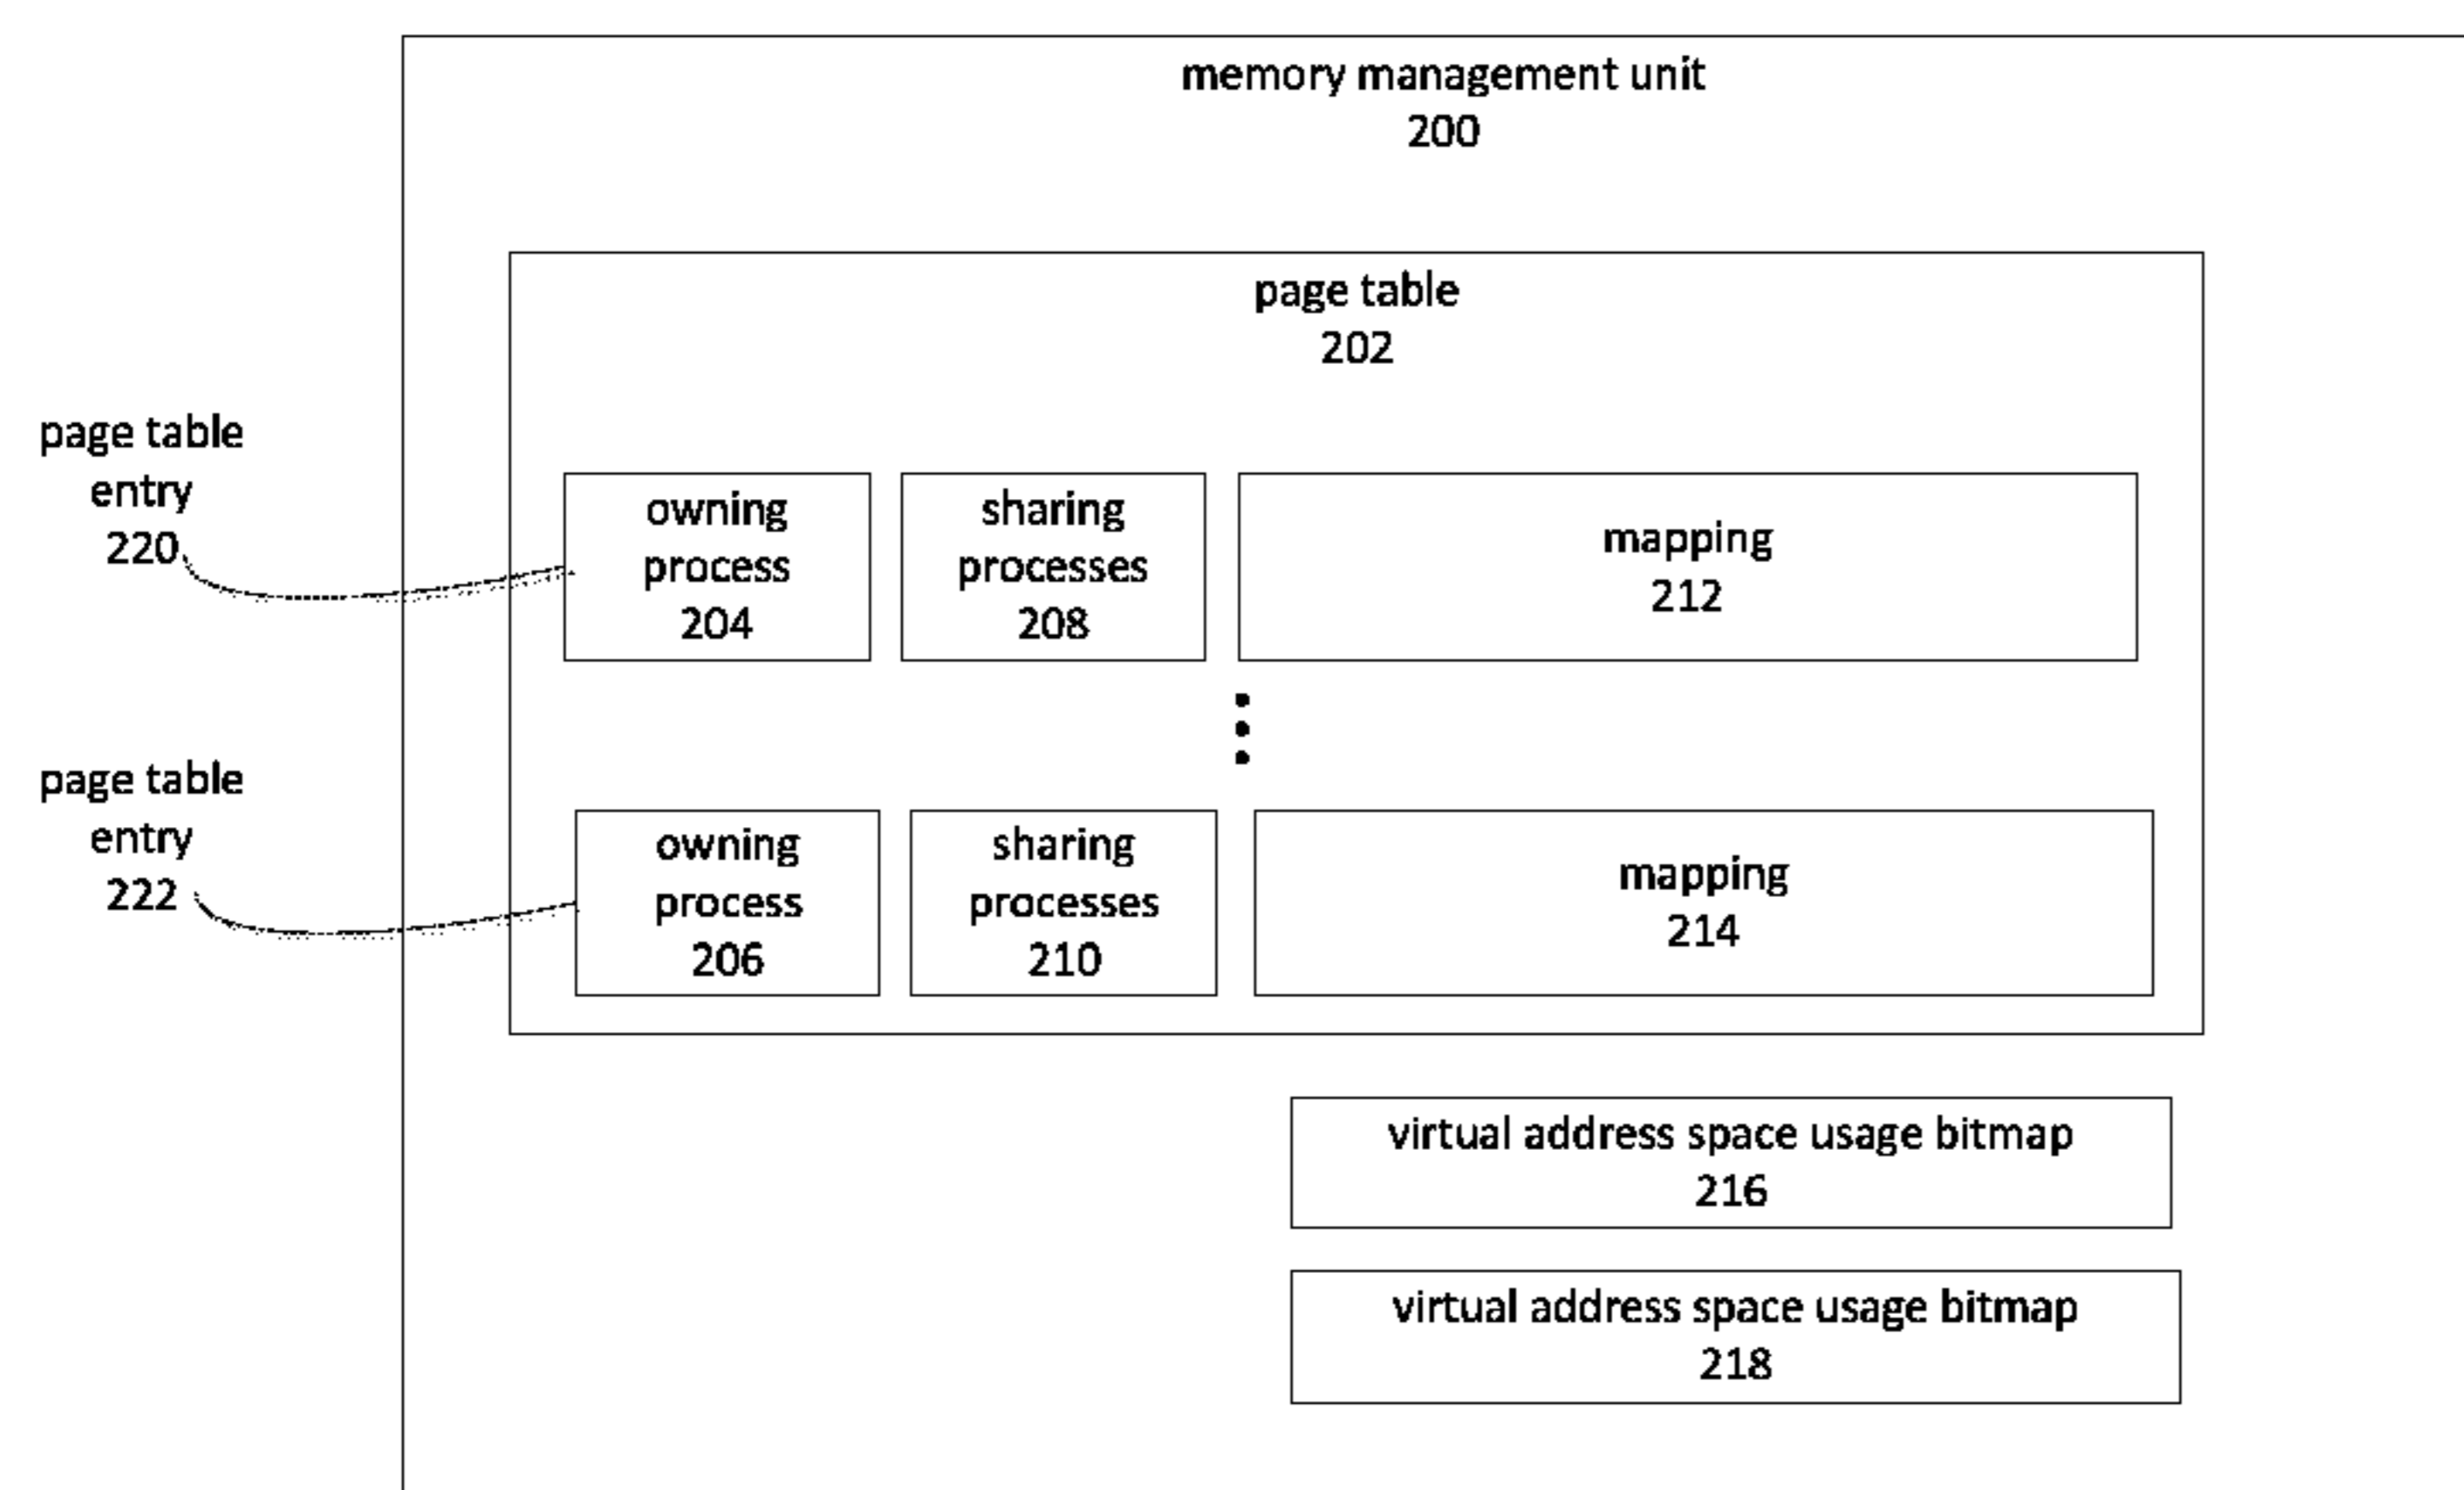 memory management unit
200
page table
202
page table
entry
220
owning
process
204
sharing
processes
208
mapping
212
page table
entry
222
owning
process
206
sharing
processes
210
mapping
214
virtual address space usage bitmap
216
virtual address space usage bitmap
218